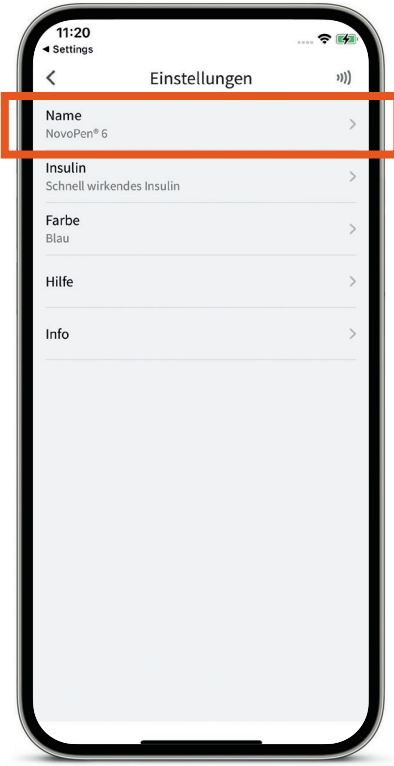 11:20
◀ Settings
Einstellungen
Name
NovoPen® 6
Insulin
Schnell wirkendes Insulin
Farbe
Blau
Hilfe
Info